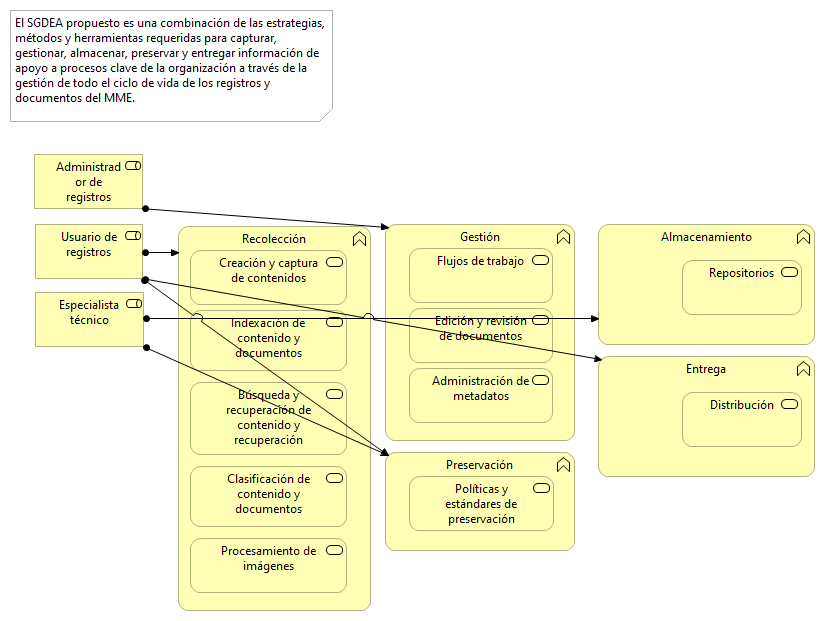 El SGDEA propuesto es una combinación de las estrategias,
métodos y herramientas requeridas para capturar,
gestionar, almacenar, preservar y entregar información de
apoyo a procesos clave de la organización a través de la
gestión de todo el ciclo de vida de los registros y
documentos del MME.
Administrad
or de
registros
Usuario de
registros
Especialista
técnico
Recolección
Creación y captura
de contenidos
Indexación de
contenido y
documentos
Búsqueda y
recuperación de
contenido y
recuperación
Clasificación de
contenido y
documentos
Procesamiento de
imágenes
Gestión
Flujos de trabajo
Edición y revisión
de documentos
Administración de
metadatos
Preservación
Políticas y
estándares de
preservación
Almacenamiento
Repositorios
Entrega
Distribución